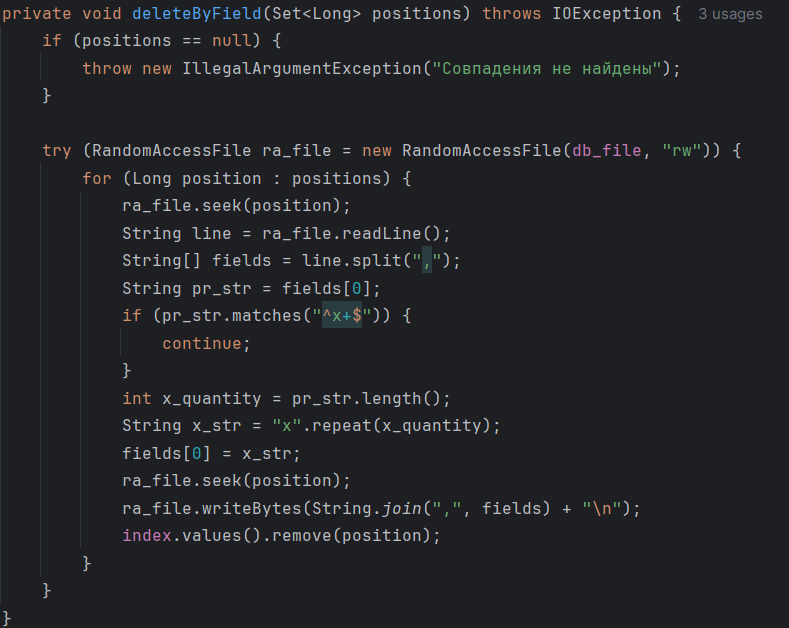 private void deleteByField(Set<Long> positions) throws IOException { 3 usages
    if (positions == null) {
        throw new IllegalArgumentException("Совпадения не найдены");
    }

    try (RandomAccessFile ra_file = new RandomAccessFile(db_file, "rw")) {
        for (Long position : positions) {
            ra_file.seek(position);
            String line = ra_file.readLine();
            String[] fields = line.split(",");
            String pr_str = fields[0];
            if (pr_str.matches("^x+$")) {
                continue;
            }
            int x_quantity = pr_str.length();
            String x_str = "x".repeat(x_quantity);
            fields[0] = x_str;
            ra_file.seek(position);
            ra_file.writeBytes(String.join(",", fields) + "\n");
            index.values().remove(position);
        }
    }
}